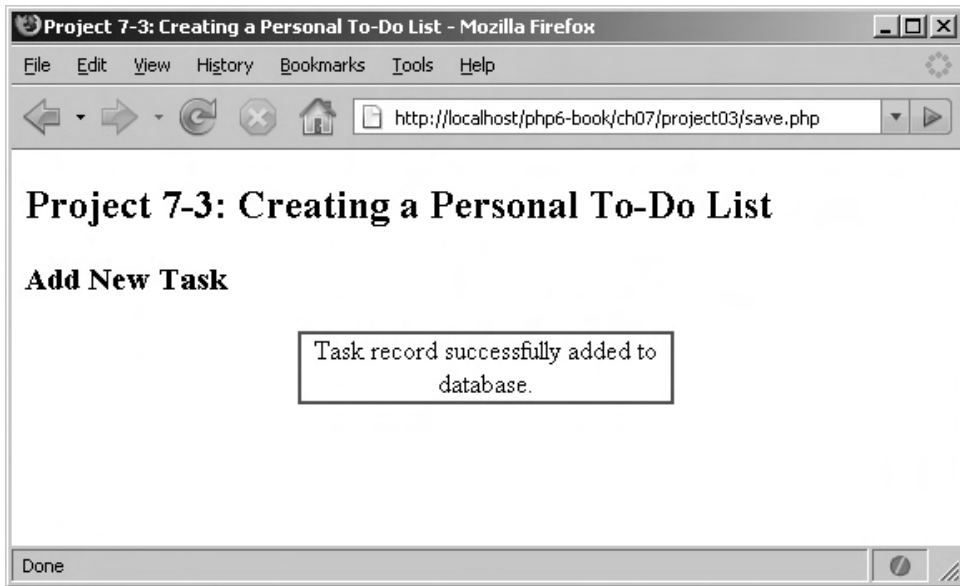 Project 7-3: Creating a Personal To-Do List - Mozilla Firefox
File Edit View History Bookmarks Tools Help
http://localhost/php6-book/ch07/project03/save.php
Project 7-3: Creating a Personal To-Do List
Add New Task
Task record successfully added to
database.
Done